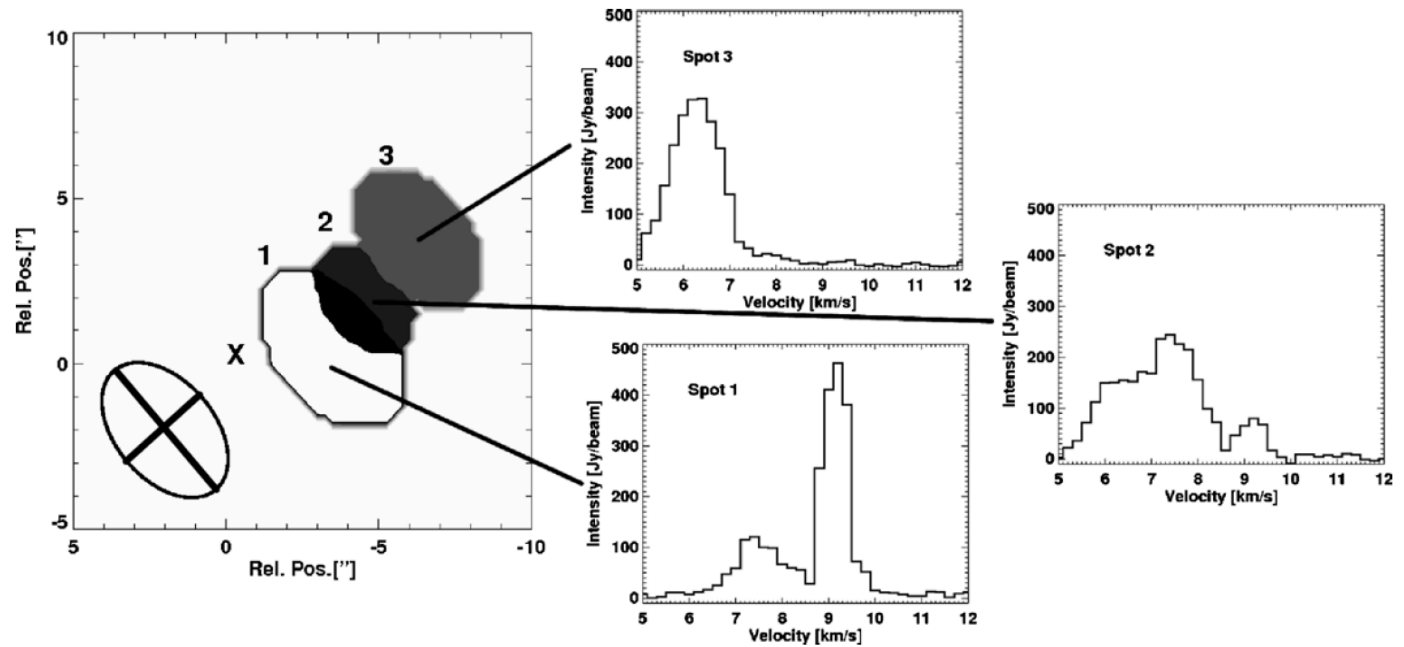 10
5
0
-5
5
0
-5
-10
Rel. Pos.["]
Rel. Pos.["]
1
2
3
X
500
400
300
200
100
0
Spot 3
Intensity [Jy/beam]
5 6 7 8 9 10 11 12
Velocity [km/s]
500
400
300
200
100
0
Spot 1
Intensity [Jy/beam]
5 6 7 8 9 10 11 12
Velocity [km/s]
500
400
300
200
100
0
Spot 2
Intensity [Jy/beam]
5 6 7 8 9 10 11 12
Velocity [km/s]